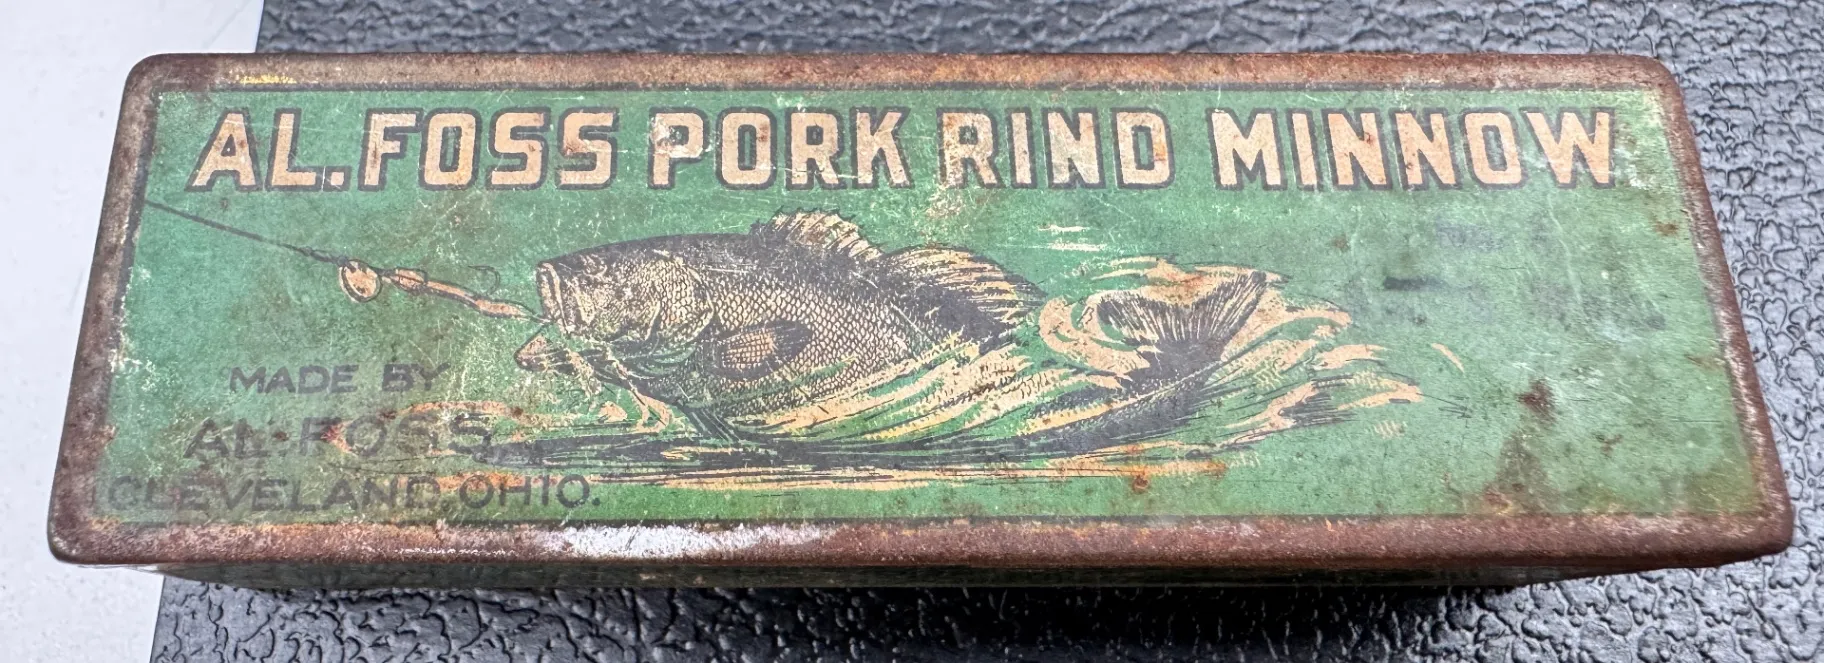 AL. FOSS PORK RIND MINNOW
MADE BY
AL. FOSS
CLEVELAND, OHIO.